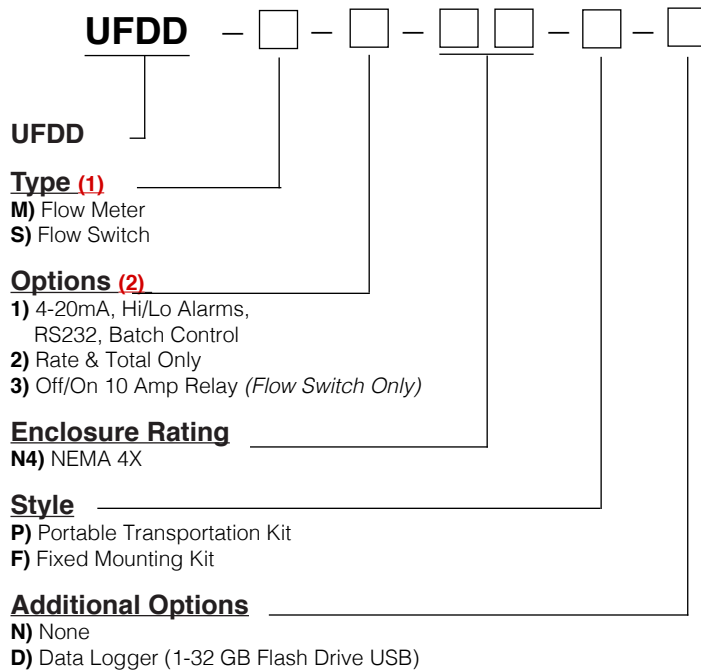 UFDD – □ – □ – □ □ – □ – □
UFDD
Type (1)
M) Flow Meter
S) Flow Switch
Options (2)
1) 4-20mA, Hi/Lo Alarms,
RS232, Batch Control
2) Rate & Total Only
3) Off/On 10 Amp Relay (Flow Switch Only)
Enclosure Rating
N4) NEMA 4X
Style
P) Portable Transportation Kit
F) Fixed Mounting Kit
Additional Options
N) None
D) Data Logger (1-32 GB Flash Drive USB)